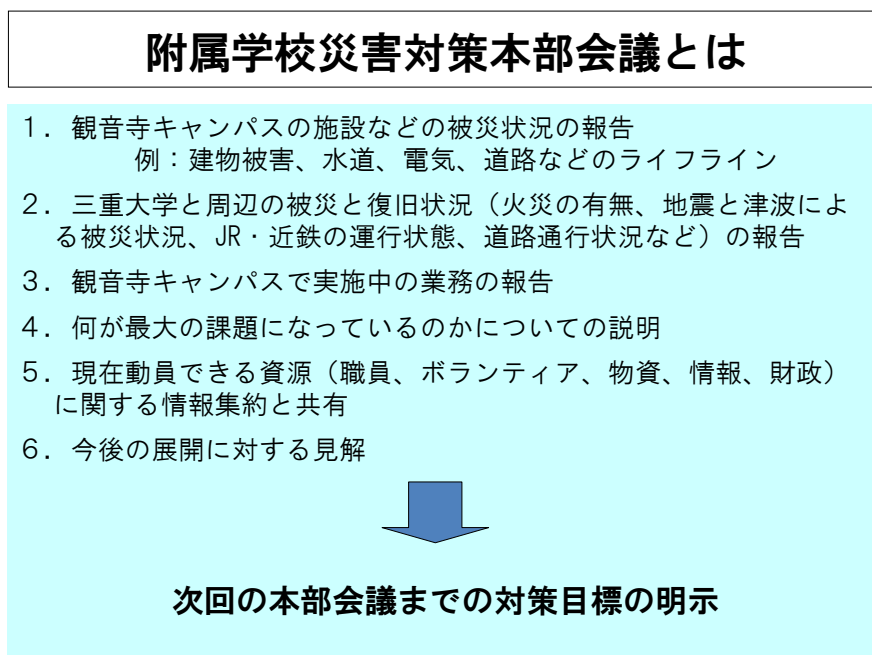 附属学校災害対策本部会議とは
１．観音寺キャンパスの施設などの被災状況の報告
例：建物被害、水道、電気、道路などのライフライン
２．三重大学と周辺の被災と復旧状況（火災の有無、地震と津波によ
る被災状況、JR・近鉄の運行状態、道路通行状況など）の報告
３．観音寺キャンパスで実施中の業務の報告
４．何が最大の課題になっているのかについての説明
５．現在動員できる資源（職員、ボランティア、物資、情報、財政）
に関する情報集約と共有
６．今後の展開に対する見解
次回の本部会議までの対策目標の明示